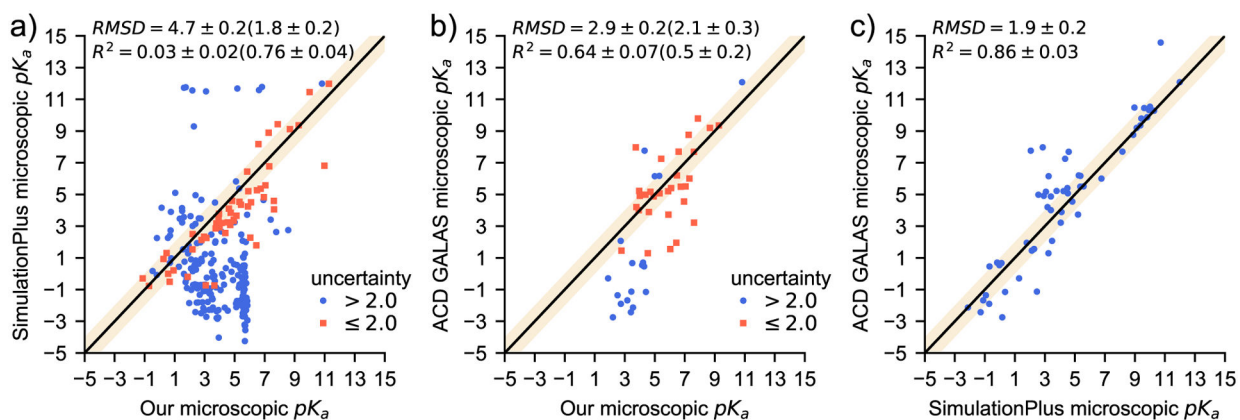 a)
RMSD = 4.7 ± 0.2(1.8 ± 0.2)
R² = 0.03 ± 0.02(0.76 ± 0.04)
SimulationPlus microscopic pKₐ
15
13
11
9
7
5
3
1
−1
−3
−5
uncertainty
> 2.0
≤ 2.0
−5 −3 −1 1 3 5 7 9 11 13 15
Our microscopic pKₐ
b)
RMSD = 2.9 ± 0.2(2.1 ± 0.3)
R² = 0.64 ± 0.07(0.5 ± 0.2)
ACD GALAS microscopic pKₐ
15
13
11
9
7
5
3
1
−1
−3
−5
uncertainty
> 2.0
≤ 2.0
−5 −3 −1 1 3 5 7 9 11 13 15
Our microscopic pKₐ
c)
RMSD = 1.9 ± 0.2
R² = 0.86 ± 0.03
ACD GALAS microscopic pKₐ
15
13
11
9
7
5
3
1
−1
−3
−5
−5 −3 −1 1 3 5 7 9 11 13 15
SimulationPlus microscopic pKₐ